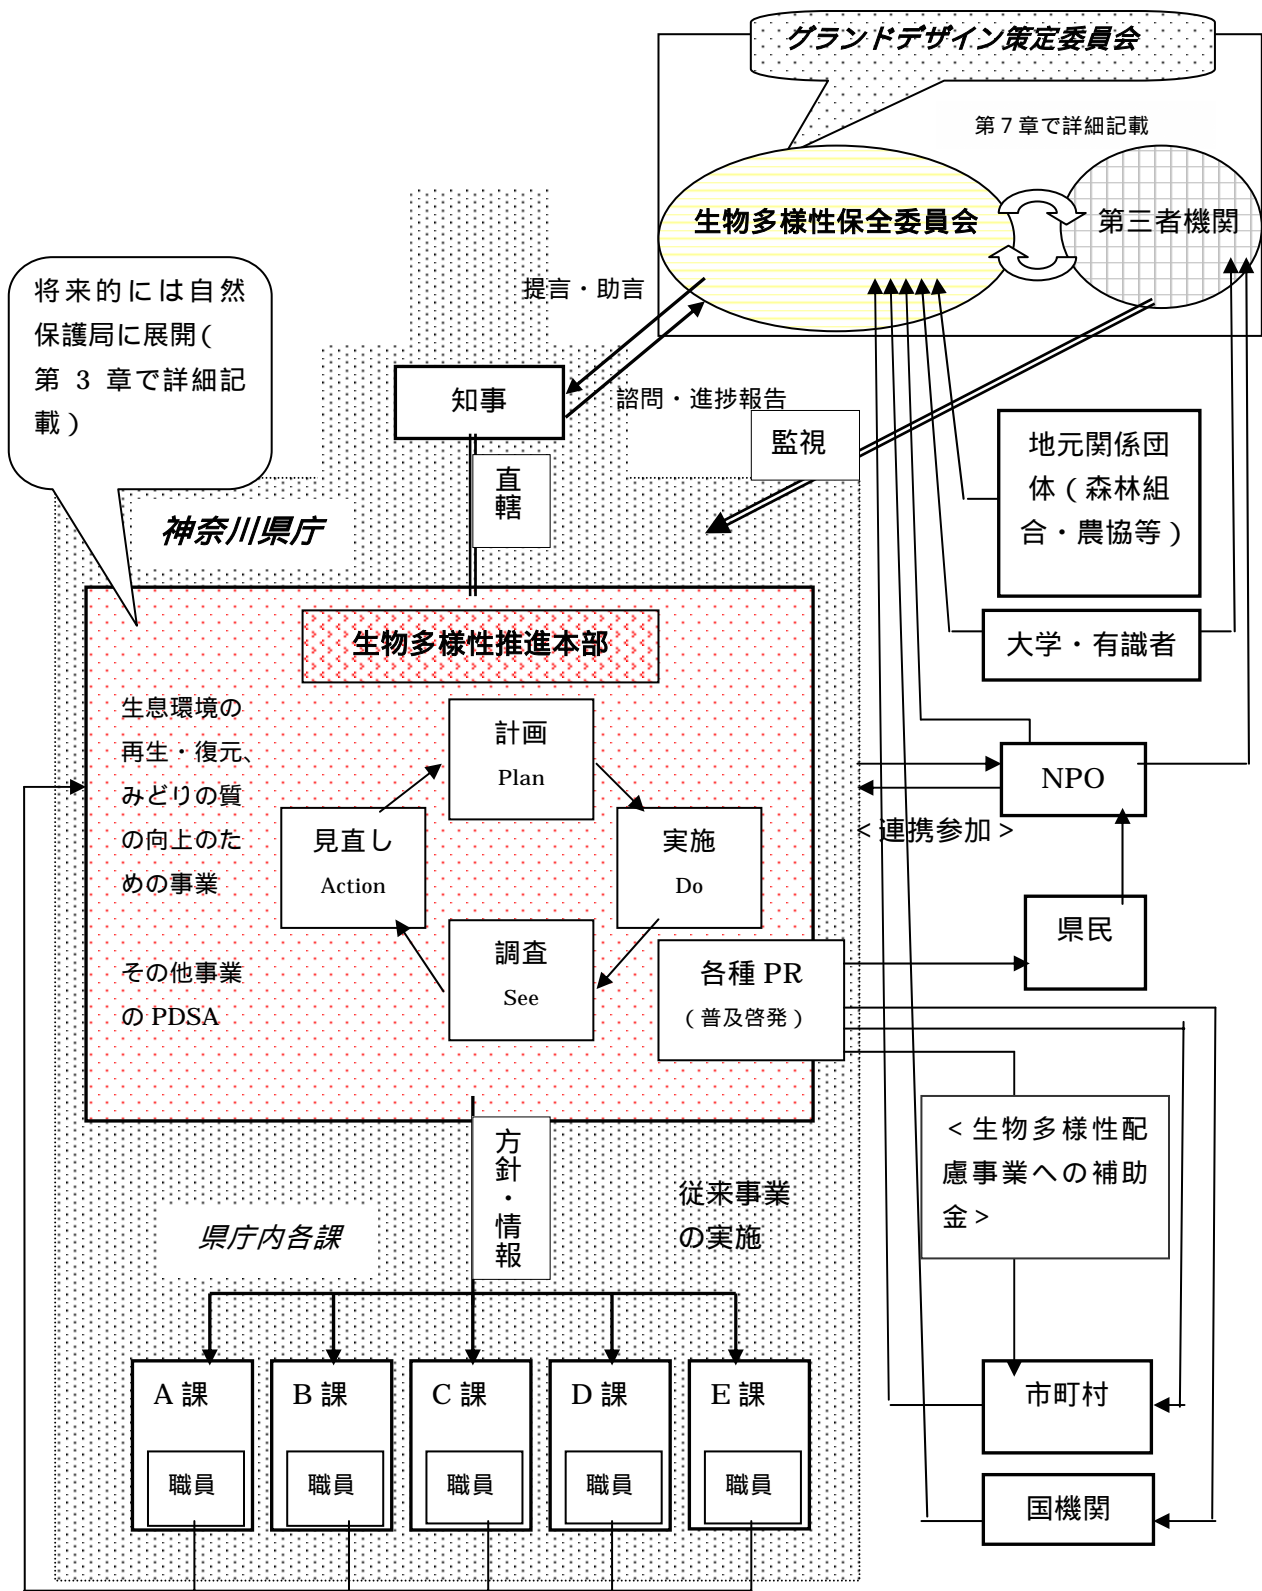 グランドデザイン策定委員会
第７章で詳細記載
生物多様性保全委員会
第三者機関
将来的には自然
保護局に展開（
第 3 章で詳細記
載）
提言・助言
知事
諮問・進捗報告
監視
直轄
神奈川県庁
地元関係団
体（森林組
合・農協等）
大学・有識者
生物多様性推進本部
生息環境の
再生・復元、
みどりの質
の向上のた
めの事業
その他事業
の PDSA
計画
Plan
見直し
Action
実施
Do
調査
See
各種 PR
（普及啓発）
NPO
＜連携参加＞
県民
方針・情報
従来事業
の実施
県庁内各課
＜生物多様性配
慮事業への補助
金＞
A 課
B 課
C 課
D 課
E 課
職員
職員
職員
職員
職員
市町村
国機関